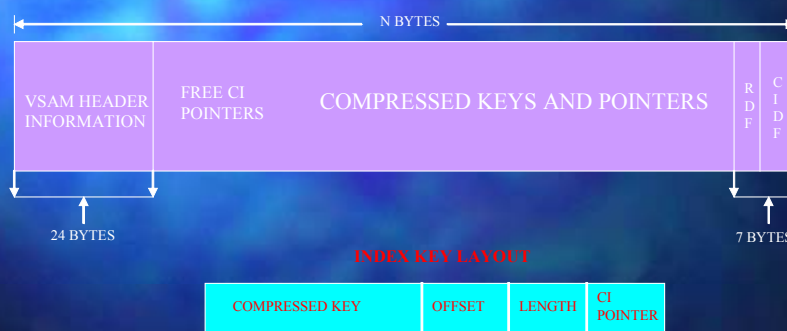 N BYTES
VSAM HEADER
INFORMATION
FREE CI
POINTERS
COMPRESSED KEYS AND POINTERS
R
D
F
C
I
D
F
24 BYTES
7 BYTES
INDEX KEY LAYOUT
COMPRESSED KEY
OFFSET
LENGTH
CI
POINTER